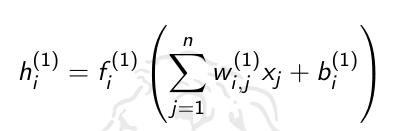 h_i^{(1)} = f_i^{(1)} \left( \sum_{j=1}^{n} w_{i,j}^{(1)} x_j + b_i^{(1)} \right)